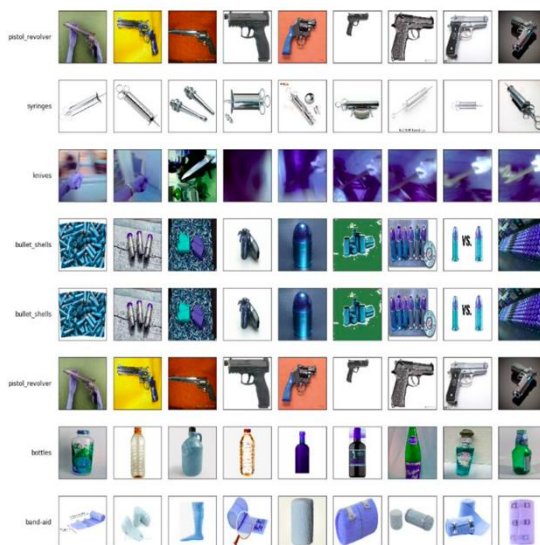 pistol_revolver
syringes
knives
bullet_shells
VS.
bullet_shells
VS.
pistol_revolver
bottles
band-aid